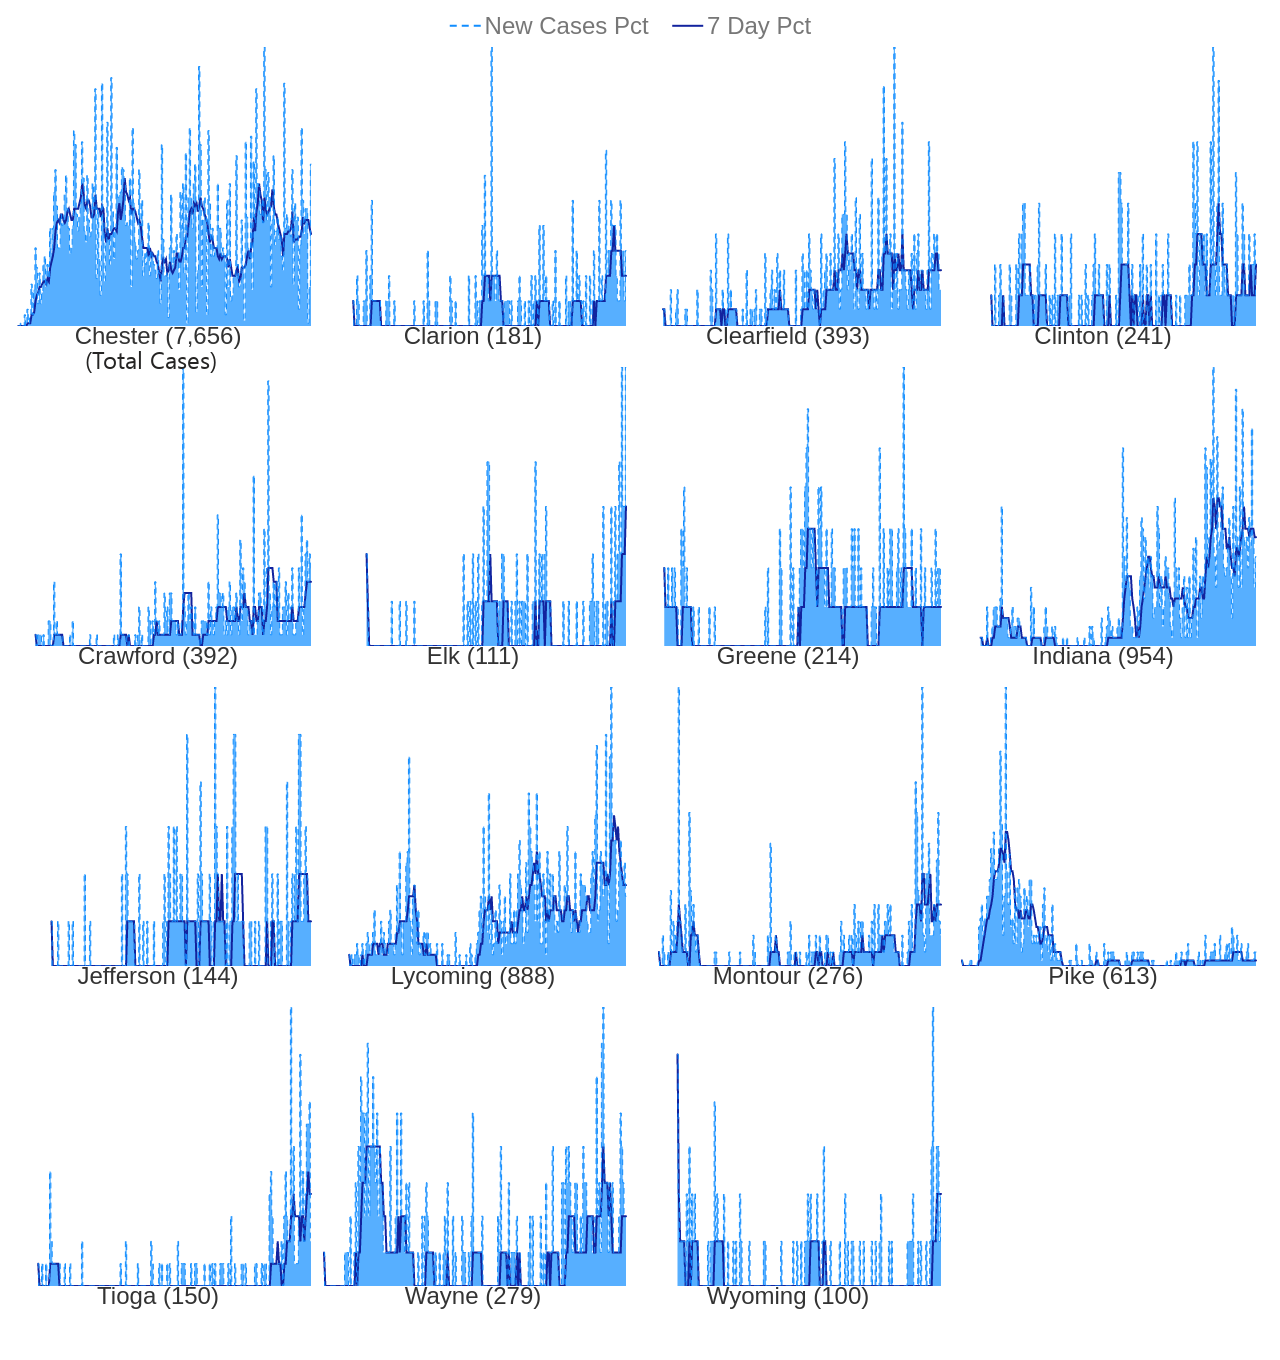 New Cases Pct 7 Day Pct
Chester (7,656) Clarion (181) Clearfield (393) Clinton (241)
(Total Cases)
Crawford (392) Elk (111) Greene (214) Indiana (954)
Jefferson (144) Lycoming (888) Montour (276) Pike (613)
Tioga (150) Wayne (279) Wyoming (100)